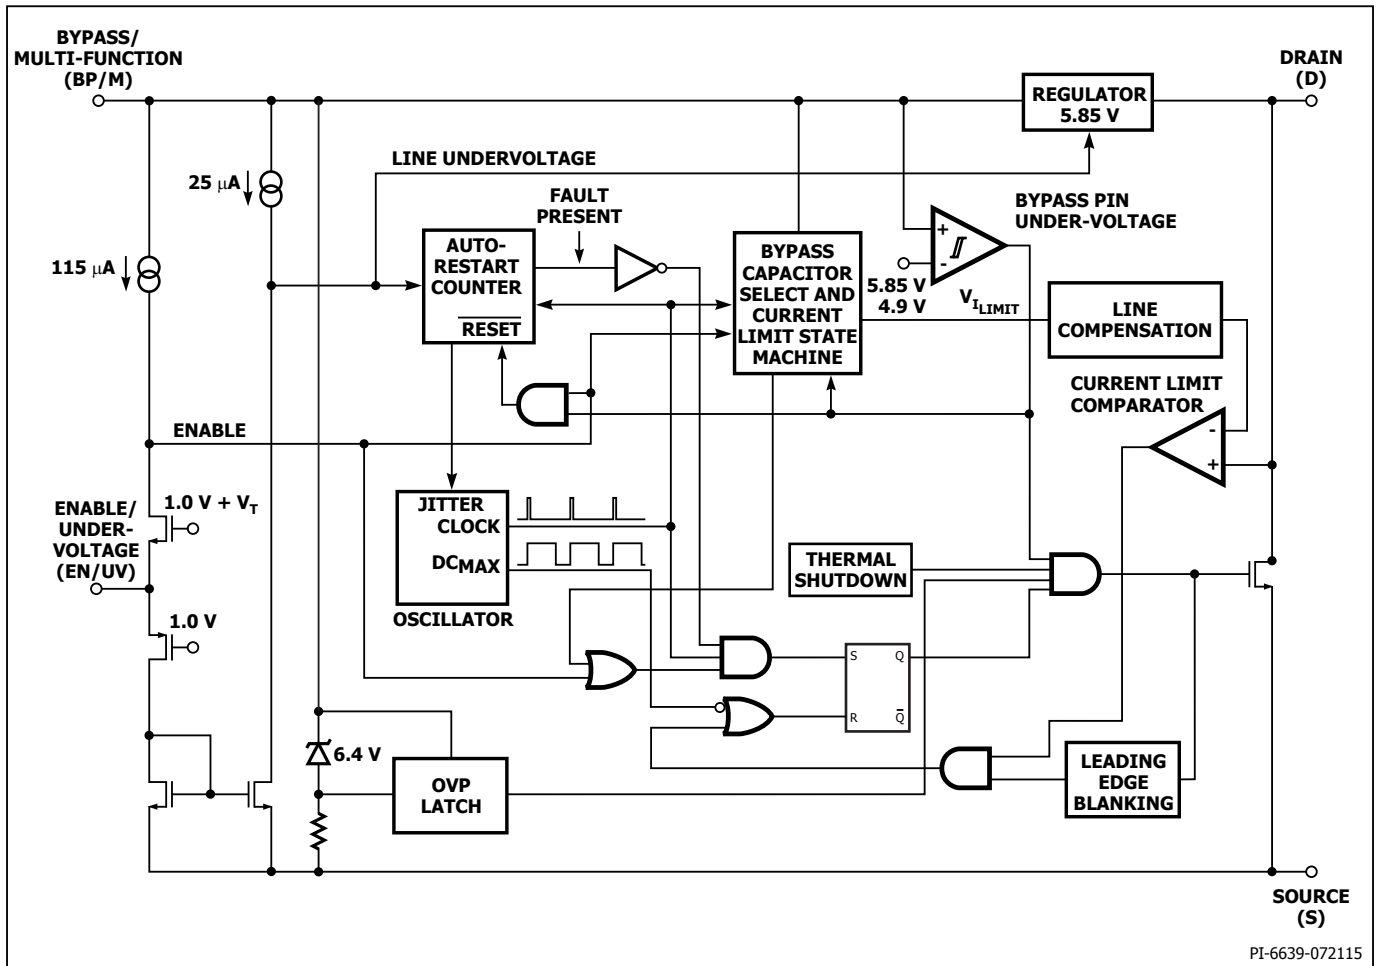 BYPASS/
MULTI-FUNCTION
(BP/M)
DRAIN
(D)
REGULATOR
5.85 V
LINE UNDERVOLTAGE
25 μA
FAULT
PRESENT
BYPASS PIN
UNDER-VOLTAGE
115 μA
AUTO-
RESTART
COUNTER
RESET
BYPASS
CAPACITOR
SELECT AND
CURRENT
LIMIT STATE
MACHINE
+
-
5.85 V
4.9 V
VILIMIT
LINE
COMPENSATION
CURRENT LIMIT
COMPARATOR
-
+
ENABLE
ENABLE/
UNDER-
VOLTAGE
(EN/UV)
1.0 V + VT
1.0 V
JITTER
CLOCK
DCMAX
OSCILLATOR
THERMAL
SHUTDOWN
S Q
R Q̅
6.4 V
OVP
LATCH
LEADING
EDGE
BLANKING
SOURCE
(S)
PI-6639-072115